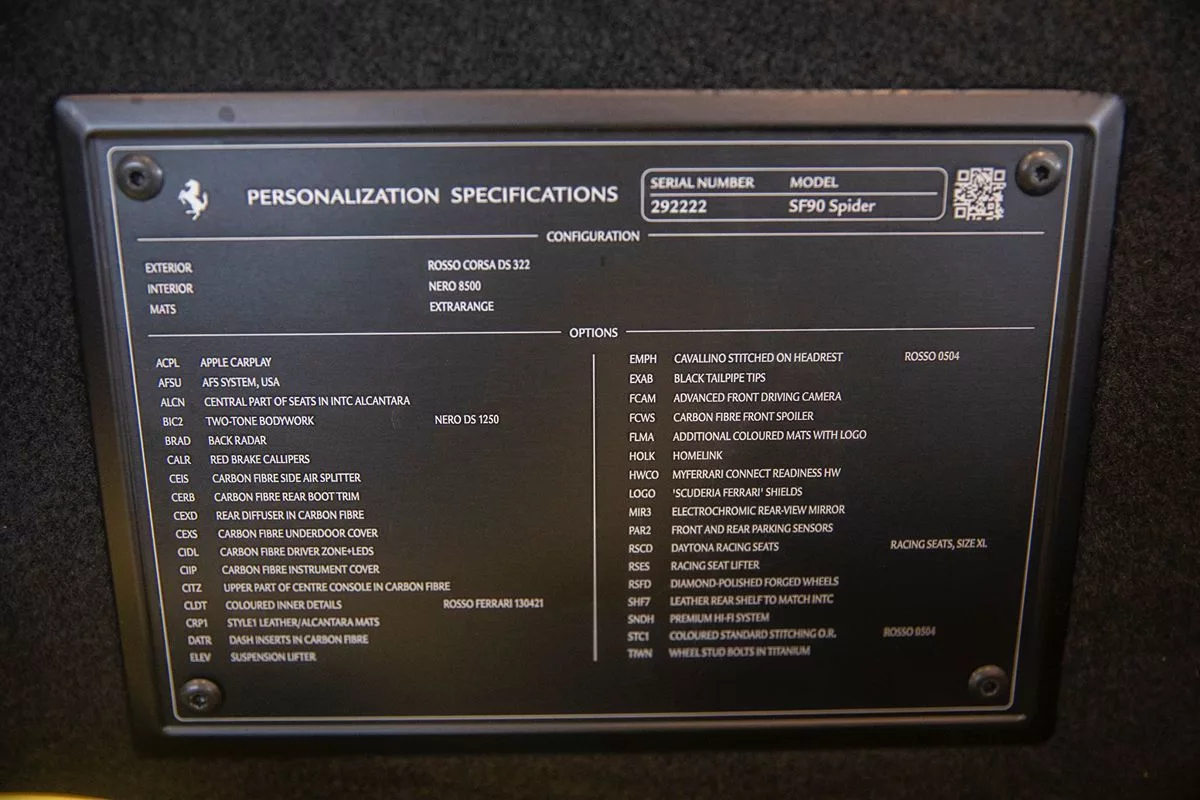 PERSONALIZATION SPECIFICATIONS
SERIAL NUMBER MODEL
292222 SF90 Spider
CONFIGURATION
EXTERIOR ROSSO CORSA DS 322
INTERIOR NERO 8500
MATS EXTRARANGE
OPTIONS
ACPL APPLE CARPLAY
AFSU AFS SYSTEM, USA
ALCN CENTRAL PART OF SEATS IN INTC ALCANTARA
BIC2 TWO-TONE BODYWORK NERO DS 1250
BRAD BACK RADAR
CALR RED BRAKE CALLIPERS
CEIS CARBON FIBRE SIDE AIR SPLITTER
CERB CARBON FIBRE REAR BOOT TRIM
CEXD REAR DIFFUSER IN CARBON FIBRE
CEXS CARBON FIBRE UNDERDOOR COVER
CIDL CARBON FIBRE DRIVER ZONE+LEDS
CIIP CARBON FIBRE INSTRUMENT COVER
CITZ UPPER PART OF CENTRE CONSOLE IN CARBON FIBRE
CLDT COLOURED INNER DETAILS ROSSO FERRARI 130421
CRP1 STYLE1 LEATHER/ALCANTARA MATS
DATR DASH INSERTS IN CARBON FIBRE
ELEV SUSPENSION LIFTER
EMPH CAVALLINO STITCHED ON HEADREST ROSSO 0504
EXAB BLACK TAILPIPE TIPS
FCAM ADVANCED FRONT DRIVING CAMERA
FCWS CARBON FIBRE FRONT SPOILER
FLMA ADDITIONAL COLOURED MATS WITH LOGO
HOLK HOMELINK
HWCO MYFERRARI CONNECT READINESS HW
LOGO 'SCUDERIA FERRARI' SHIELDS
MIR3 ELECTROCHROMIC REAR-VIEW MIRROR
PAR2 FRONT AND REAR PARKING SENSORS
RSCD DAYTONA RACING SEATS RACING SEATS, SIZE XL
RSES RACING SEAT LIFTER
RSFD DIAMOND-POLISHED FORGED WHEELS
SHF7 LEATHER REAR SHELF TO MATCH INTC
SNDH PREMIUM HI-FI SYSTEM
STC1 COLOURED STANDARD STITCHING O.R. ROSSO 0504
TIWN WHEEL STUD BOLTS IN TITANIUM